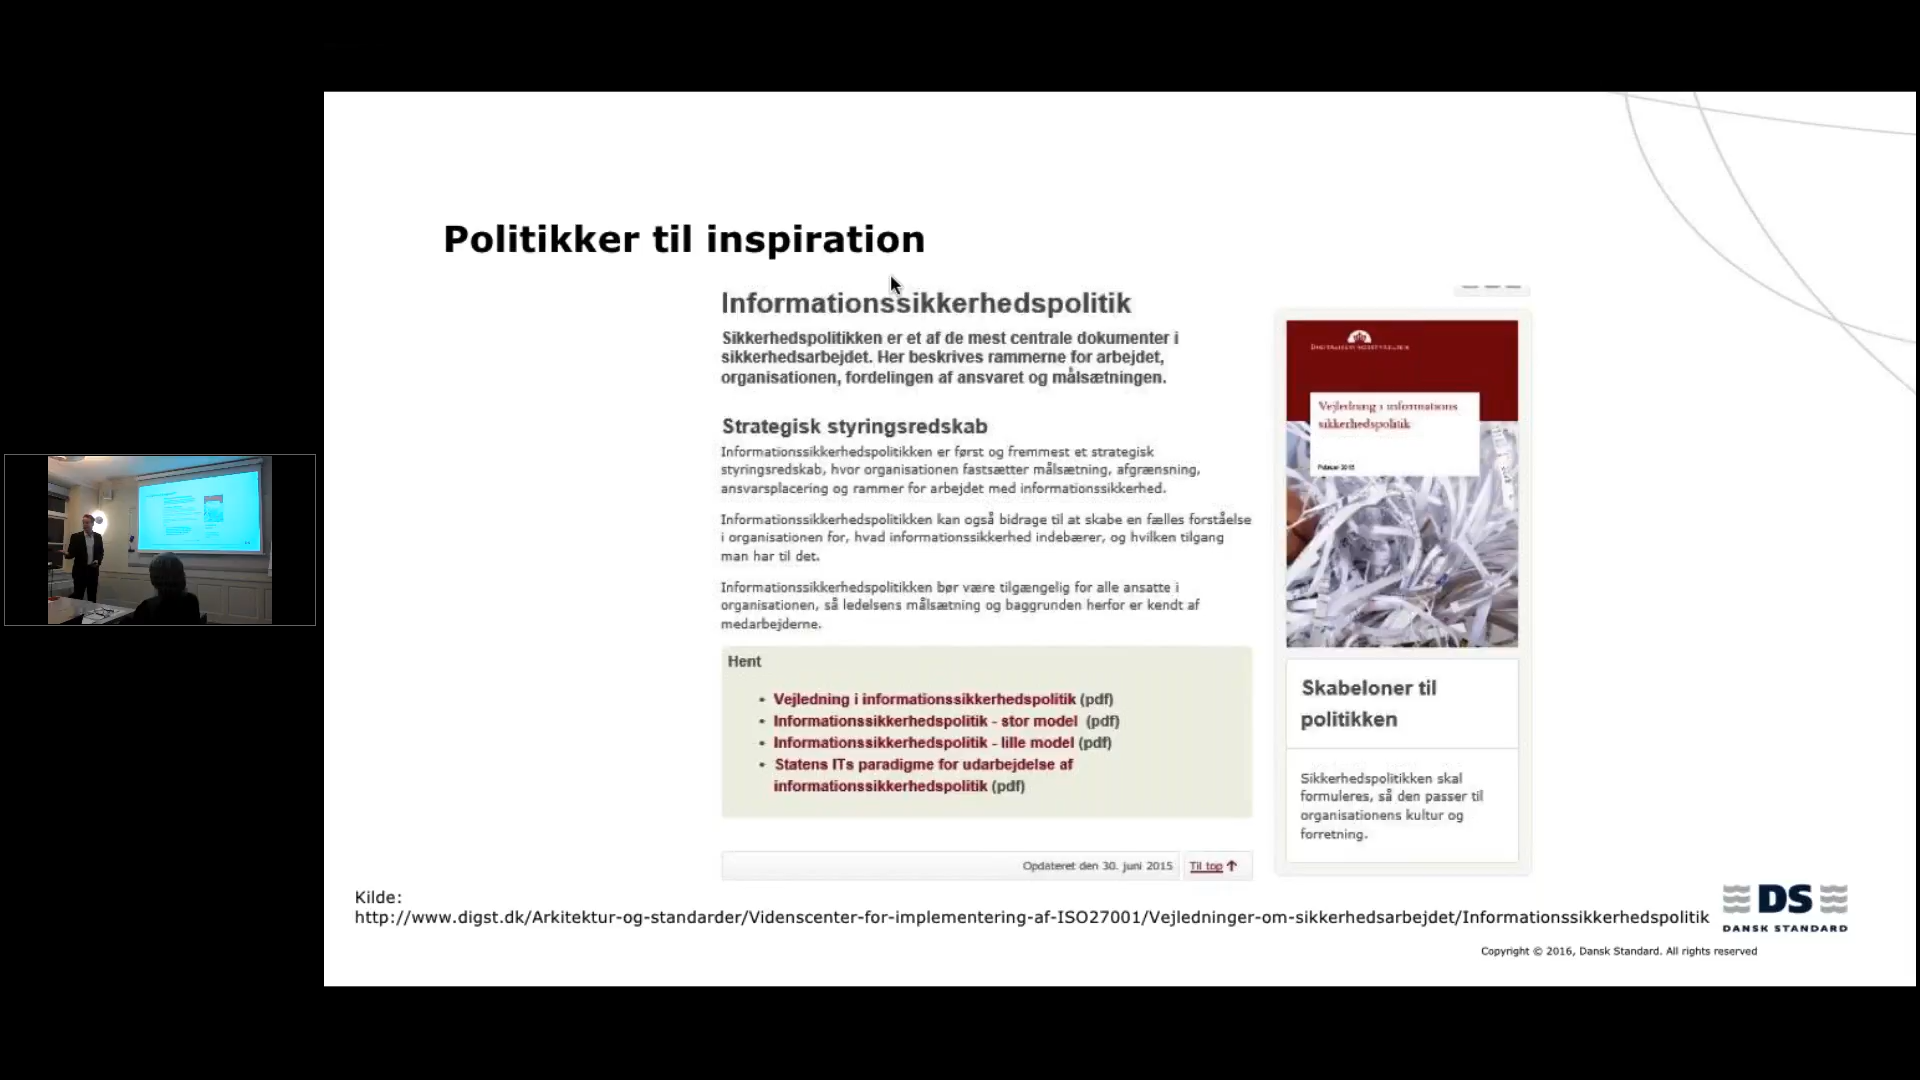 Politikker til inspiration
Informationssikkerhedspolitik
Sikkerhedspolitikken er et af de mest centrale dokumenter i
sikkerhedsarbejdet. Her beskrives rammerne for arbejdet,
organisationen, fordelingen af ansvaret og målsætningen.
Strategisk styringsredskab
Informationssikkerhedspolitikken er først og fremmest et strategisk
styringsredskab, hvor organisationen fastsætter målsætning, afgrænsning,
ansvarsplacering og rammer for arbejdet med informationssikkerhed.
Informationssikkerhedspolitikken kan også bidrage til at skabe en fælles forståelse
i organisationen for, hvad informationssikkerhed indebærer, og hvilken tilgang
man har til det.
Informationssikkerhedspolitikken bør være tilgængelig for alle ansatte i
organisationen, så ledelsens målsætning og baggrunden herfor er kendt af
medarbejderne.
Hent
• Vejledning i informationssikkerhedspolitik (pdf)
• Informationssikkerhedspolitik - stor model (pdf)
• Informationssikkerhedspolitik - lille model (pdf)
• Statens ITs paradigme for udarbejdelse af
informationssikkerhedspolitik (pdf)
Opdateret den 30. juni 2015
Til top
DIGITALISERINGSSTYRELSEN
Vejledning i informations
sikkerhedspolitik
Februar 2015
Skabeloner til
politikken
Sikkerhedspolitikken skal
formuleres, så den passer til
organisationens kultur og
forretning.
Kilde:
http://www.digst.dk/Arkitektur-og-standarder/Videnscenter-for-implementering-af-ISO27001/Vejledninger-om-sikkerhedsarbejdet/Informationssikkerhedspolitik
DS
DANSK STANDARD
Copyright © 2016, Dansk Standard. All rights reserved